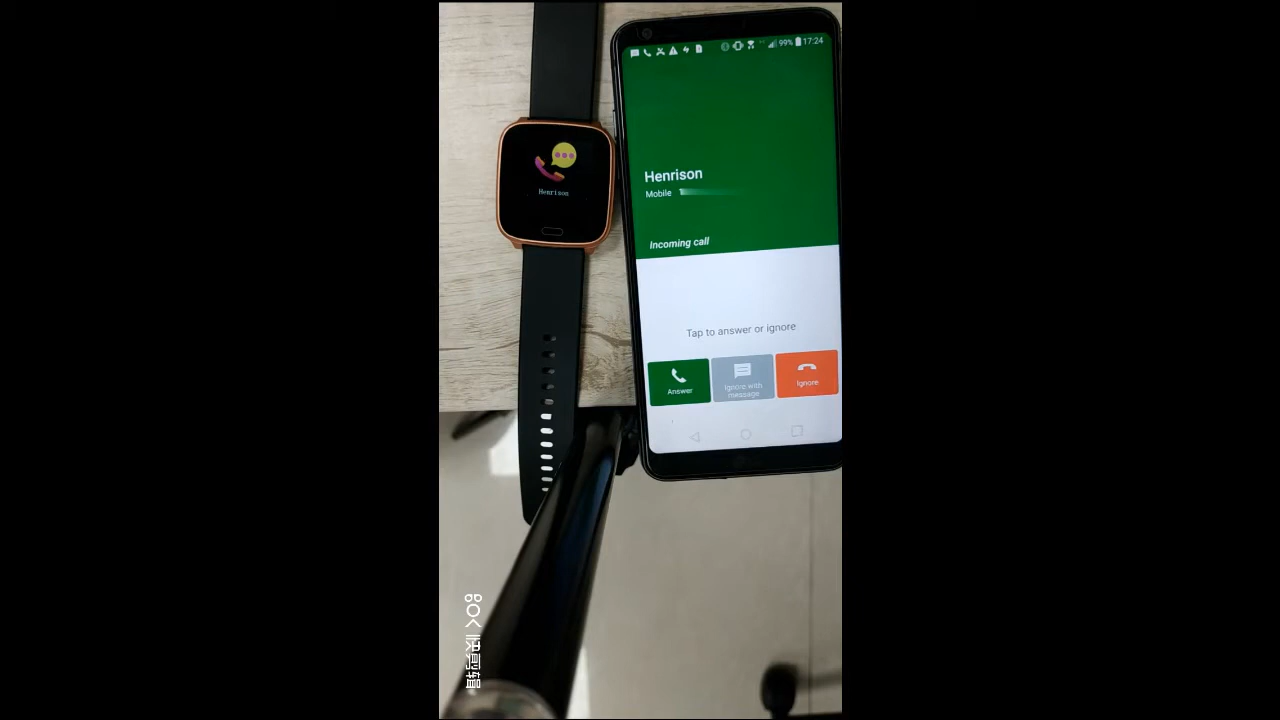 Henrison
99% 17:24
Henrison
Mobile
Incoming call
Tap to answer or ignore
Answer
Ignore with
message
Ignore
快剪辑